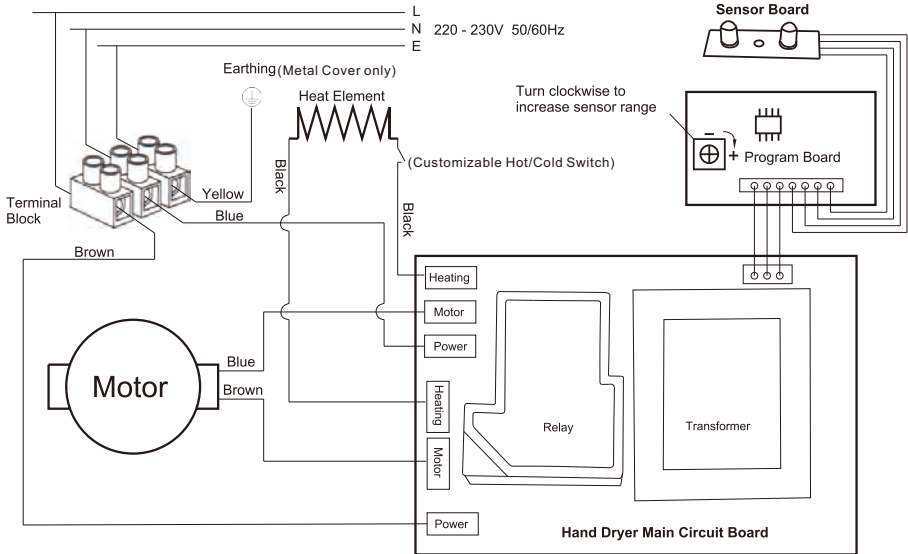 L
N 220 - 230V 50/60Hz
E
Sensor Board
Earthing (Metal Cover only)
Heat Element
Turn clockwise to
increase sensor range
−
+
Program Board
(Customizable Hot/Cold Switch)
Black
Black
Terminal
Block
Yellow
Blue
Brown
Heating
Motor
Power
Blue
Brown
Motor
Heating
Motor
Relay
Transformer
Power
Hand Dryer Main Circuit Board